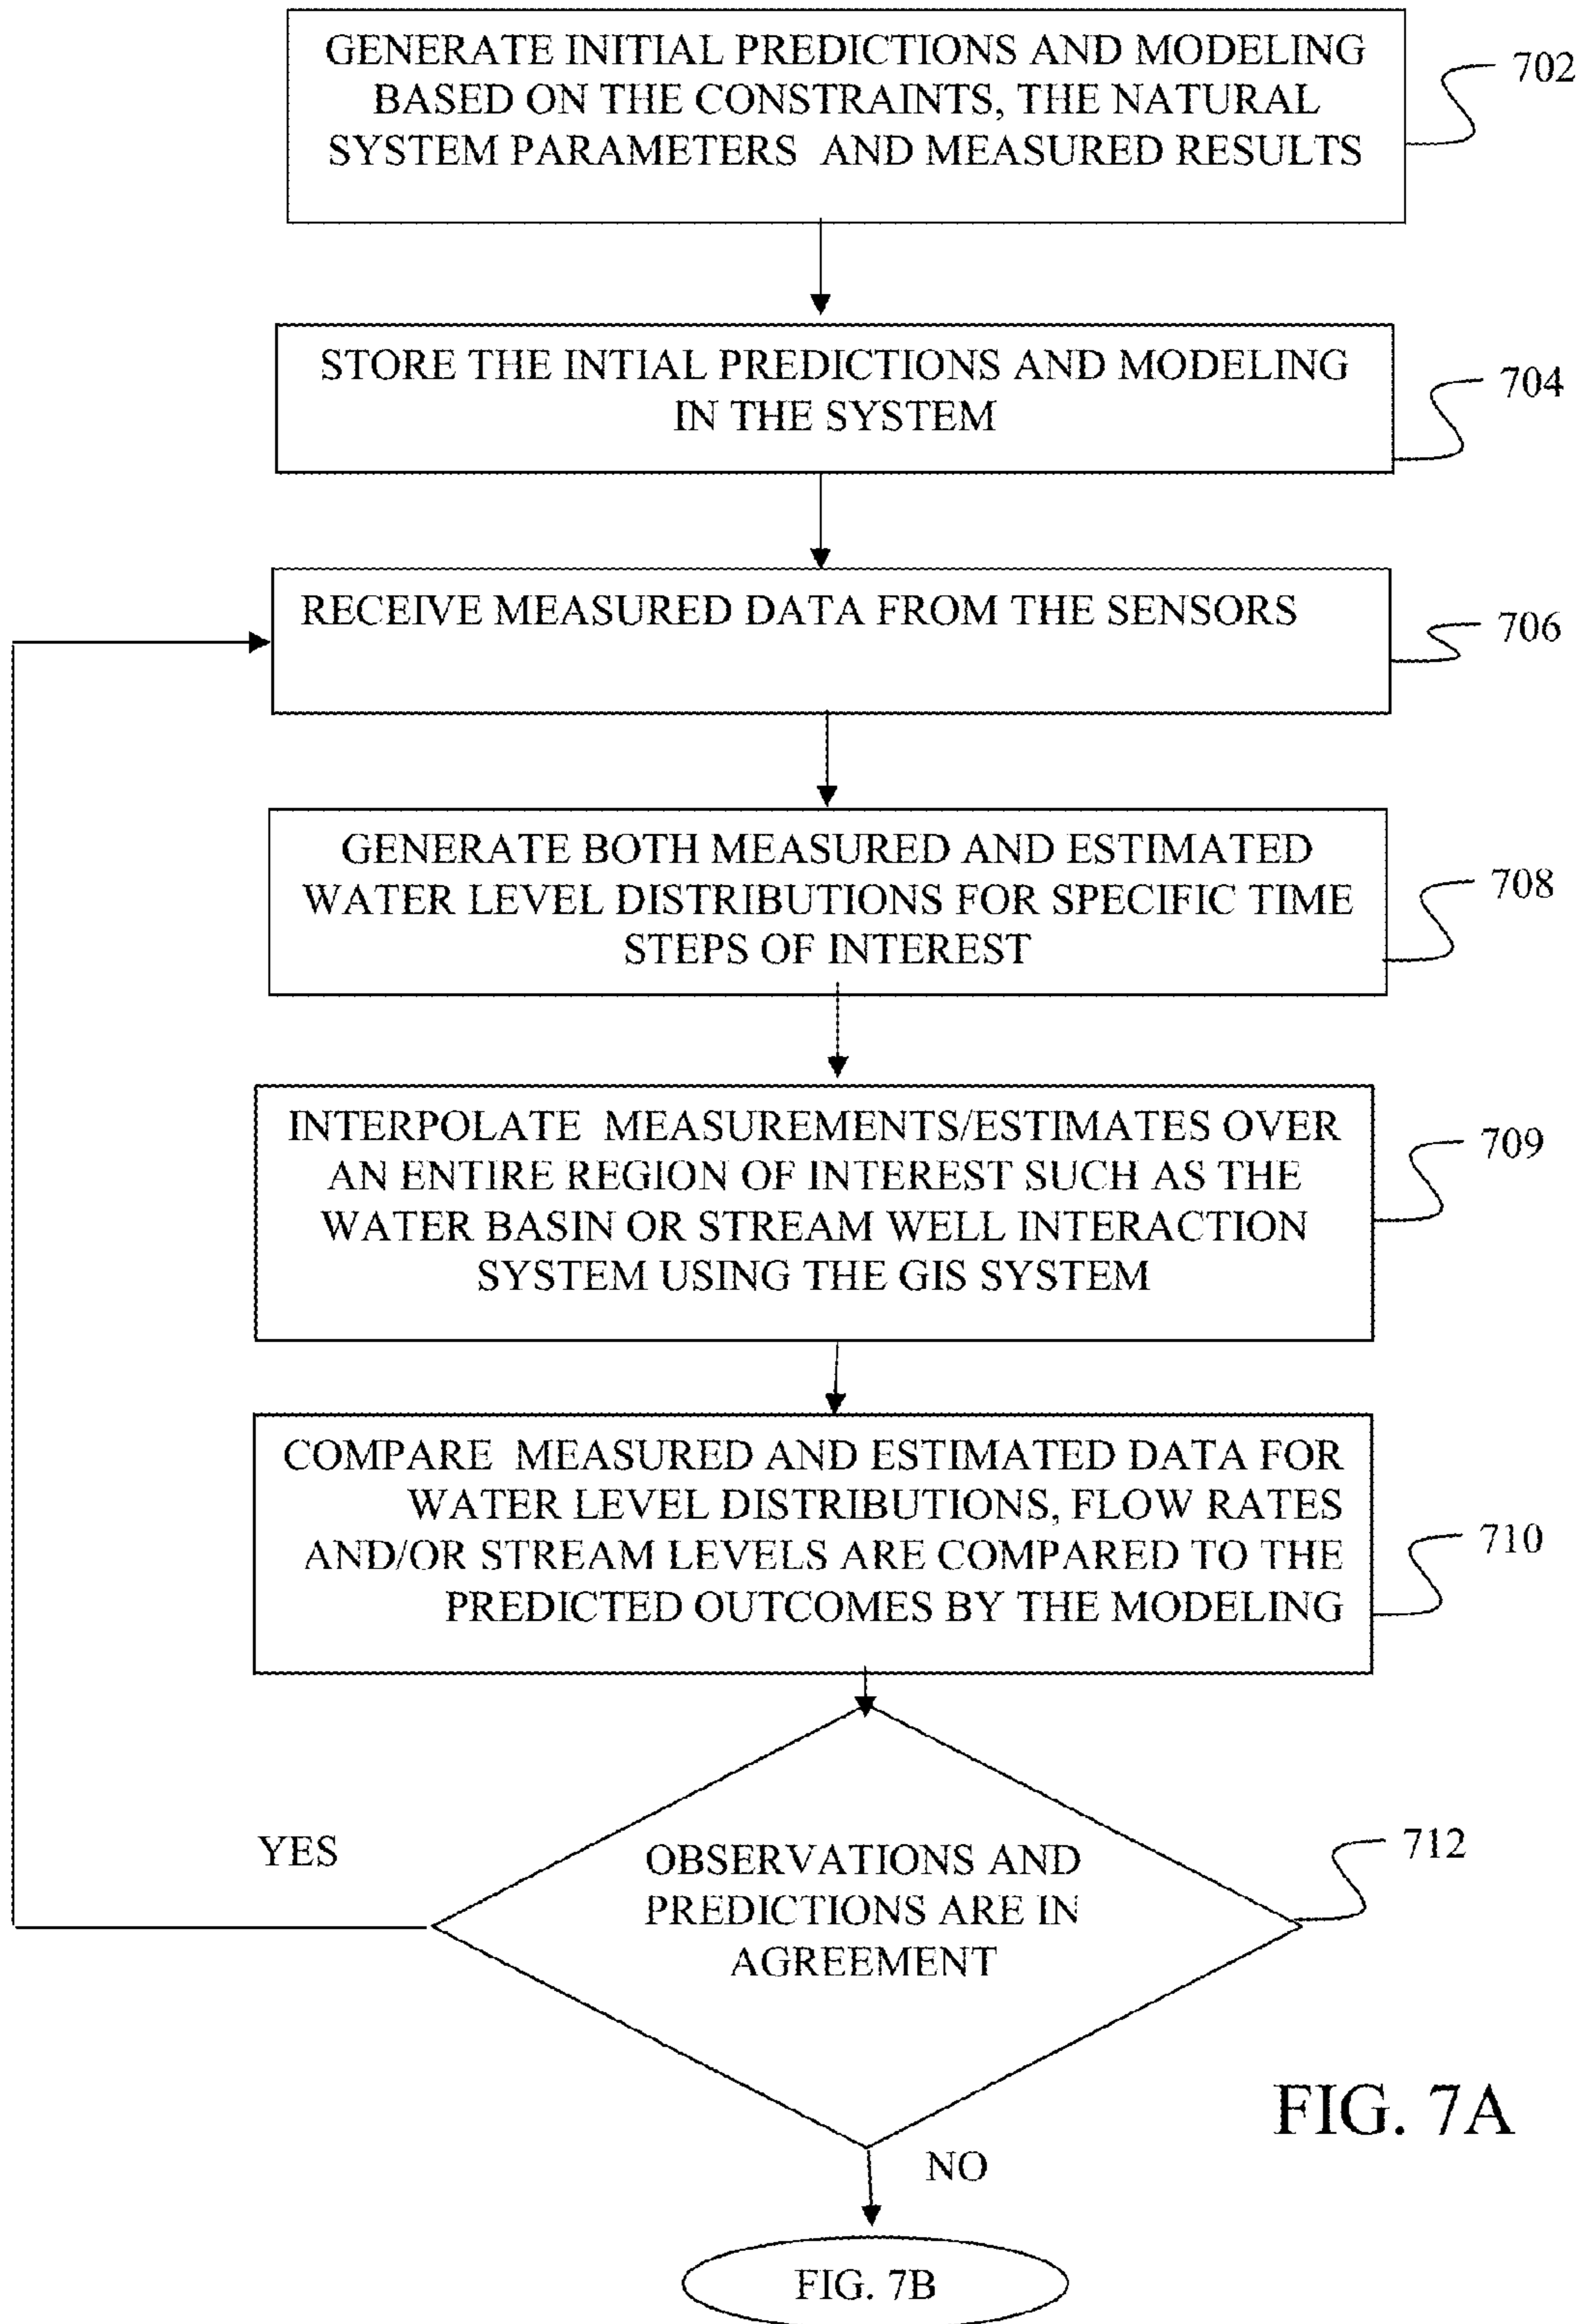 GENERATE INITIAL PREDICTIONS AND MODELING
BASED ON THE CONSTRAINTS, THE NATURAL
SYSTEM PARAMETERS AND MEASURED RESULTS
702
STORE THE INTIAL PREDICTIONS AND MODELING
IN THE SYSTEM
704
RECEIVE MEASURED DATA FROM THE SENSORS
706
GENERATE BOTH MEASURED AND ESTIMATED
WATER LEVEL DISTRIBUTIONS FOR SPECIFIC TIME
STEPS OF INTEREST
708
INTERPOLATE MEASUREMENTS/ESTIMATES OVER
AN ENTIRE REGION OF INTEREST SUCH AS THE
WATER BASIN OR STREAM WELL INTERACTION
SYSTEM USING THE GIS SYSTEM
709
COMPARE MEASURED AND ESTIMATED DATA FOR
WATER LEVEL DISTRIBUTIONS, FLOW RATES
AND/OR STREAM LEVELS ARE COMPARED TO THE
PREDICTED OUTCOMES BY THE MODELING
710
YES
OBSERVATIONS AND
PREDICTIONS ARE IN
AGREEMENT
712
NO
FIG. 7A
FIG. 7B